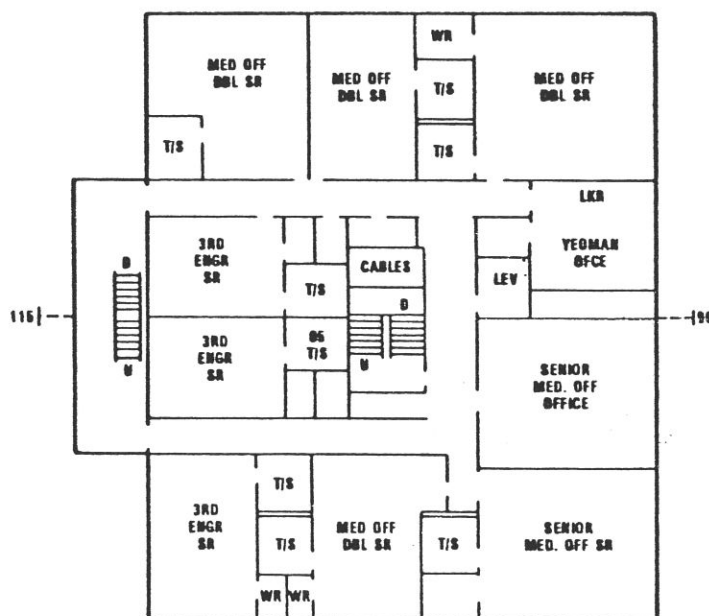 WR
MED OFF
DBL SR
MED OFF
DBL SR
T/S
MED OFF
DBL SR
T/S
T/S
LKR
3RD
ENGR
SR
YEOMAN
OFCE
CABLES
LEV
D
T/S
D
116
3RD
ENGR
SR
05
T/S
U
U
SENIOR
MED. OFF
OFFICE
T/S
3RD
ENGR
SR
T/S
MED OFF
DBL SR
T/S
SENIOR
MED. OFF SR
WR
WR